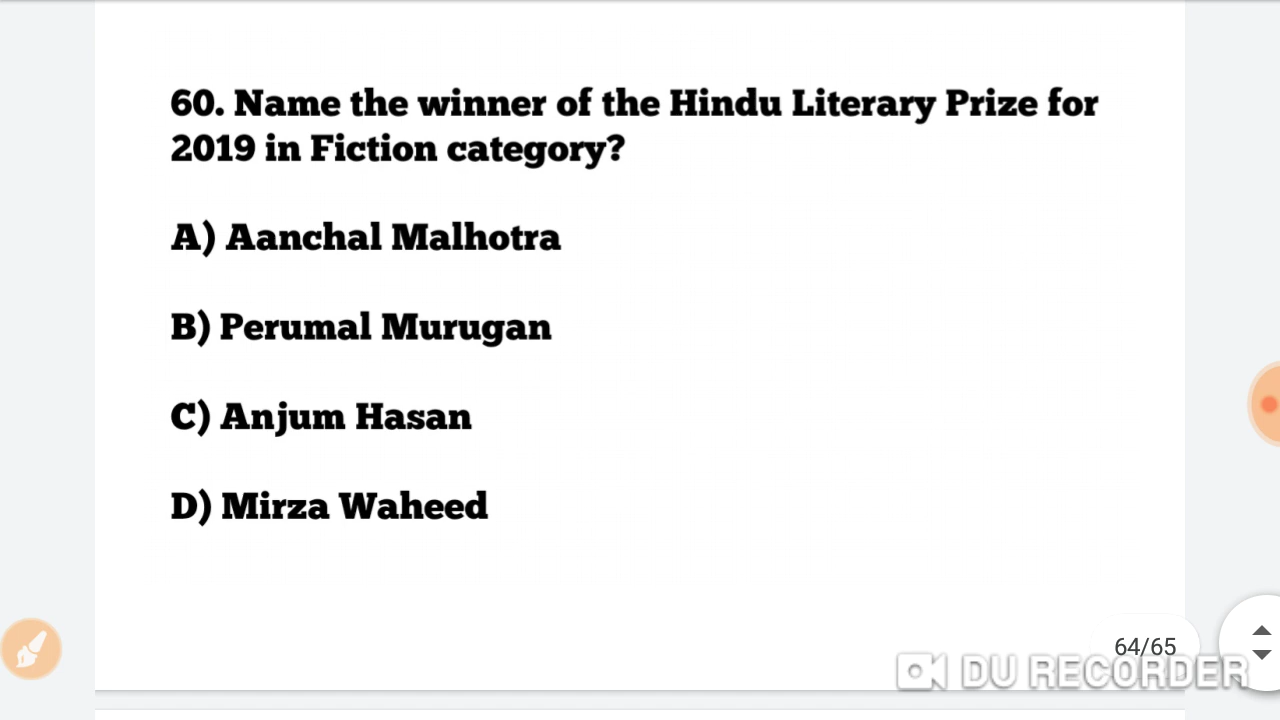 60. Name the winner of the Hindu Literary Prize for
2019 in Fiction category?
A) Aanchal Malhotra
B) Perumal Murugan
C) Anjum Hasan
D) Mirza Waheed
64/65
DU RECORDER